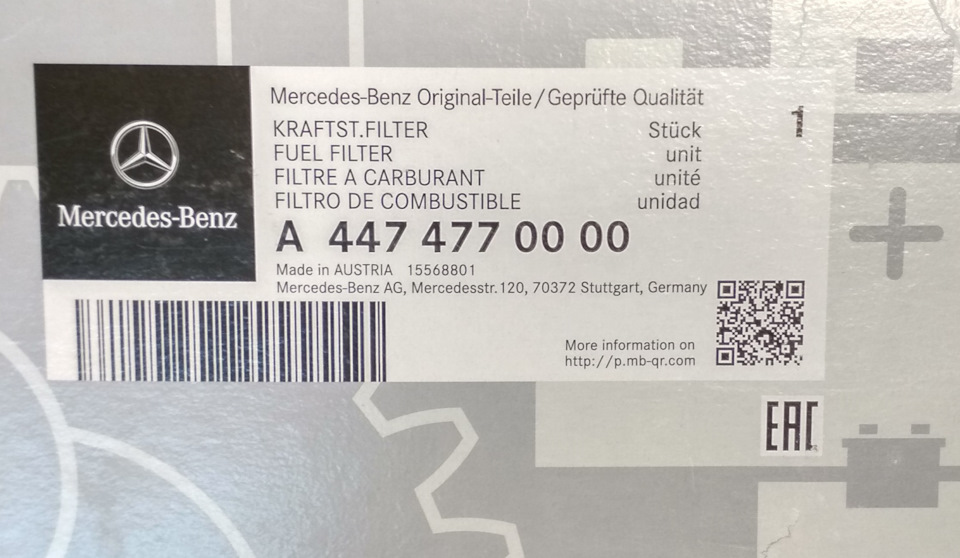 Mercedes-Benz Original-Teile/Geprüfte Qualität
KRAFTST.FILTER Stück 1
FUEL FILTER unit
FILTRE A CARBURANT unité
FILTRO DE COMBUSTIBLE unidad
Mercedes-Benz
A 447 477 00 00
Made in AUSTRIA 15568801
Mercedes-Benz AG, Mercedesstr.120, 70372 Stuttgart, Germany
More information on
http://p.mb-qr.com
EAC